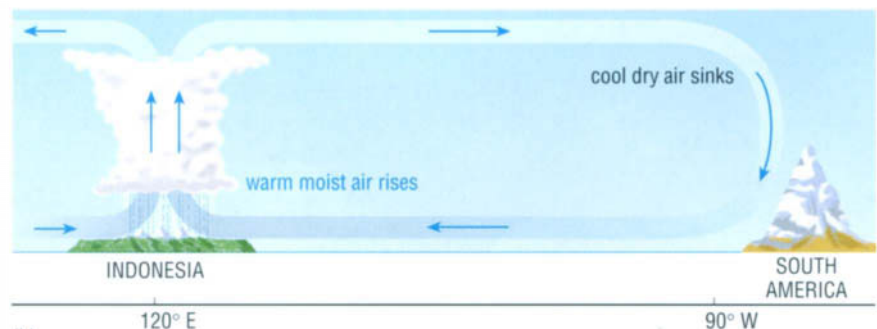 cool dry air sinks
warm moist air rises
INDONESIA
SOUTH
AMERICA
120° E
90° W